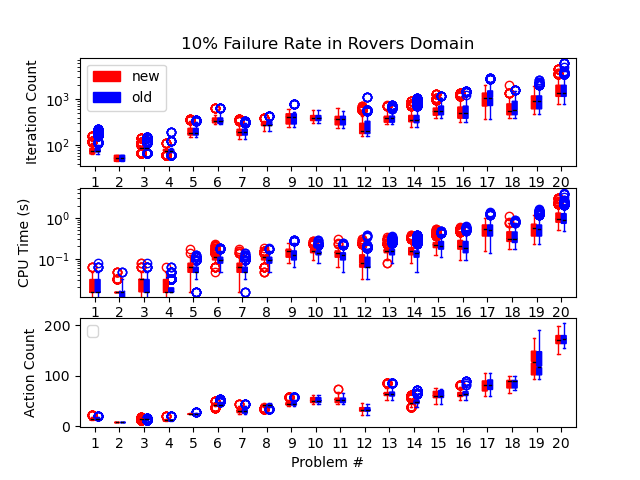 10% Failure Rate in Rovers Domain
Iteration Count
10³
10²
new
old
1 2 3 4 5 6 7 8 9 10 11 12 13 14 15 16 17 18 19 20
CPU Time (s)
10⁰
10⁻¹
1 2 3 4 5 6 7 8 9 10 11 12 13 14 15 16 17 18 19 20
Action Count
200
100
0
1 2 3 4 5 6 7 8 9 10 11 12 13 14 15 16 17 18 19 20
Problem #